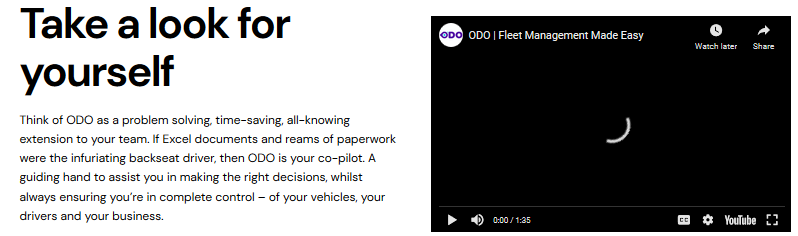 Take a look for
yourself
Think of ODO as a problem solving, time-saving, all-knowing
extension to your team. If Excel documents and reams of paperwork
were the infuriating backseat driver, then ODO is your co-pilot. A
guiding hand to assist you in making the right decisions, whilst
always ensuring you're in complete control – of your vehicles, your
drivers and your business.
ODO
ODO | Fleet Management Made Easy
Watch later
Share
0:00 / 1:35
CC
YouTube